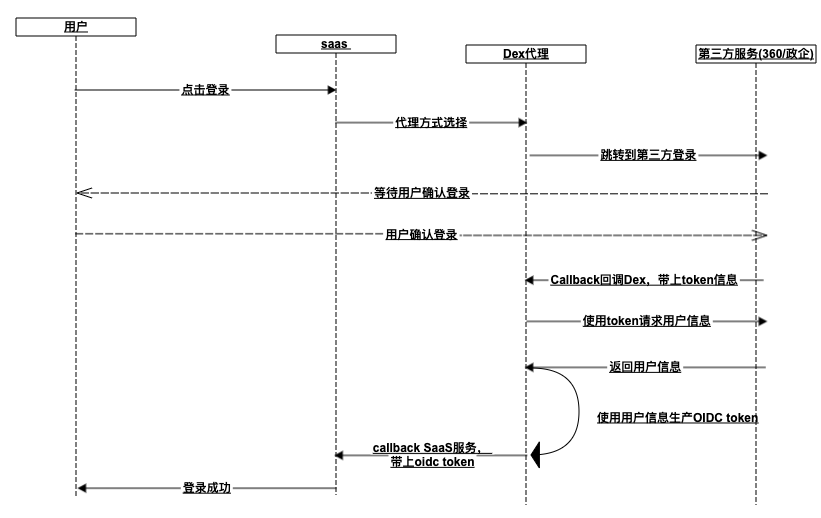 用户
saas
Dex代理
第三方服务(360/政企)
点击登录
代理方式选择
跳转到第三方登录
等待用户确认登录
用户确认登录
Callback回调Dex，带上token信息
使用token请求用户信息
返回用户信息
使用用户信息生产OIDC token
callback SaaS服务，
带上oidc token
登录成功